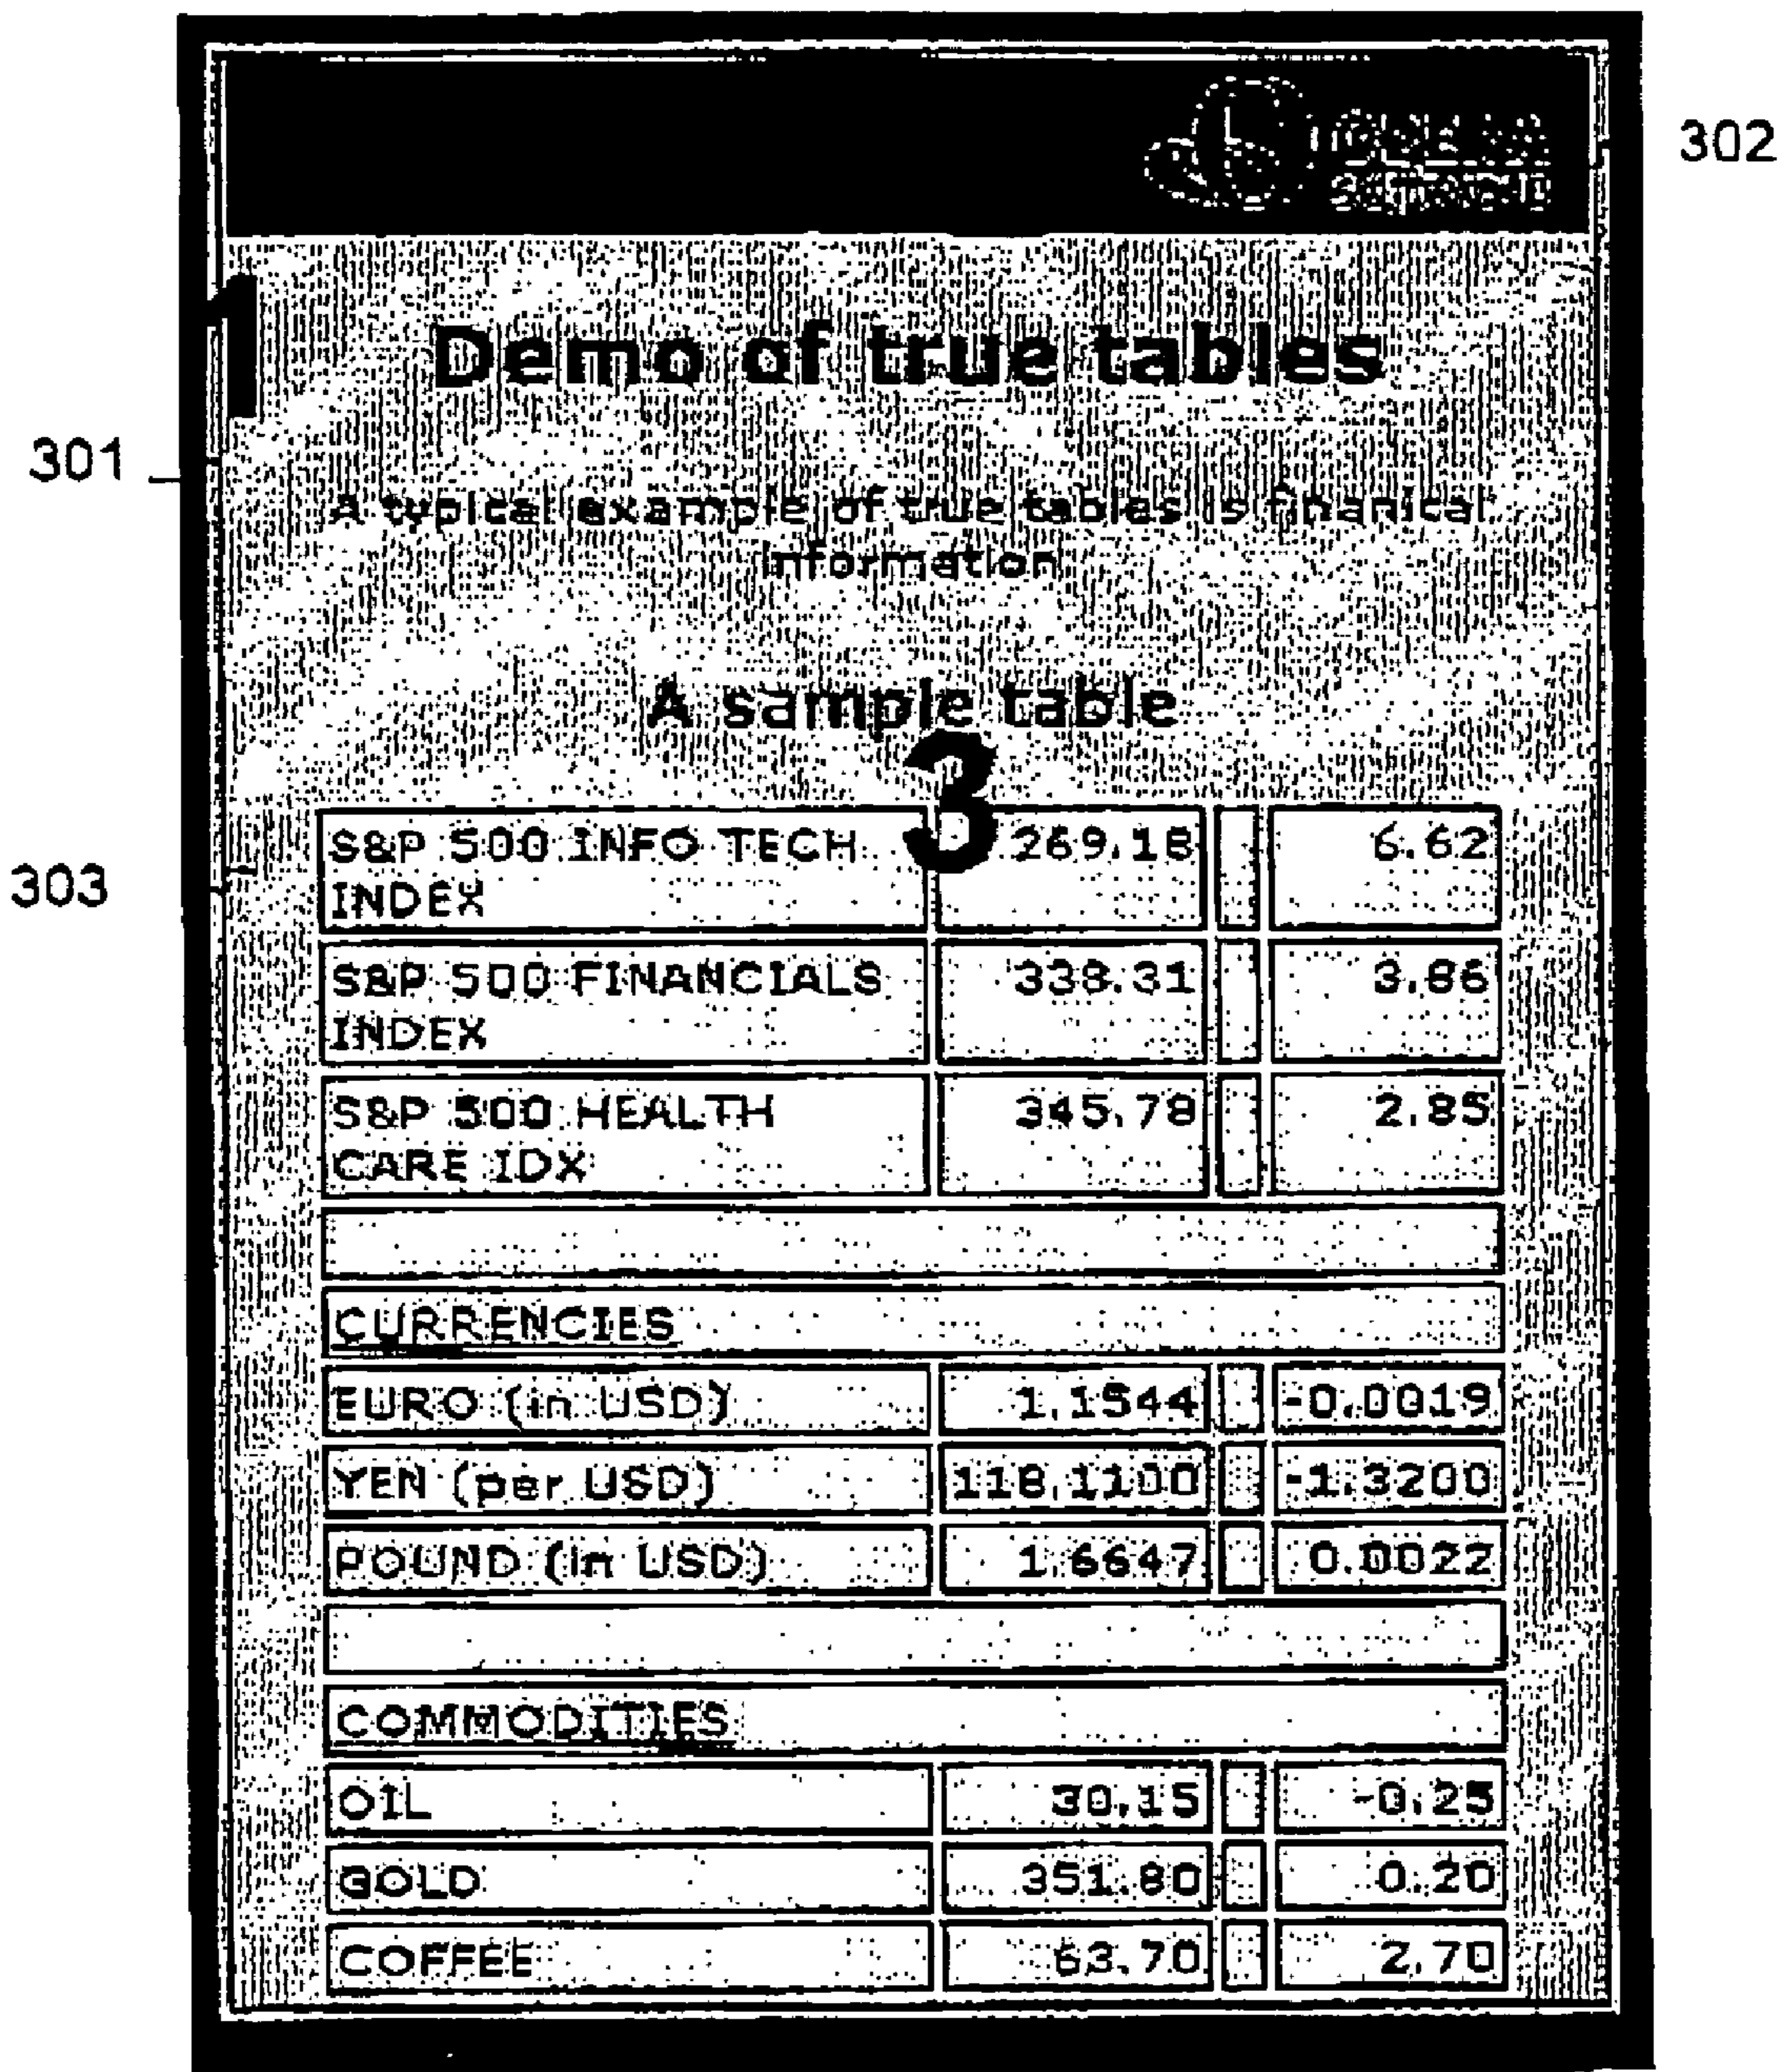 302
1
Demo of true tables
301
A typical example of true tables is finanical
information
A sample table
3
S&P 500 INFO TECH INDEX 269.18 6.62
303
S&P 500 FINANCIALS INDEX 338.31 3.86
S&P 500 HEALTH CARE IDX 345.78 2.85
CURRENCIES
EURO (in USD) 1.1544 -0.0019
YEN (per USD) 118.1100 -1.3200
POUND (in USD) 1.6647 0.0022
COMMODITIES
OIL 30.15 -0.25
GOLD 351.80 0.20
COFFEE 63.70 2.70